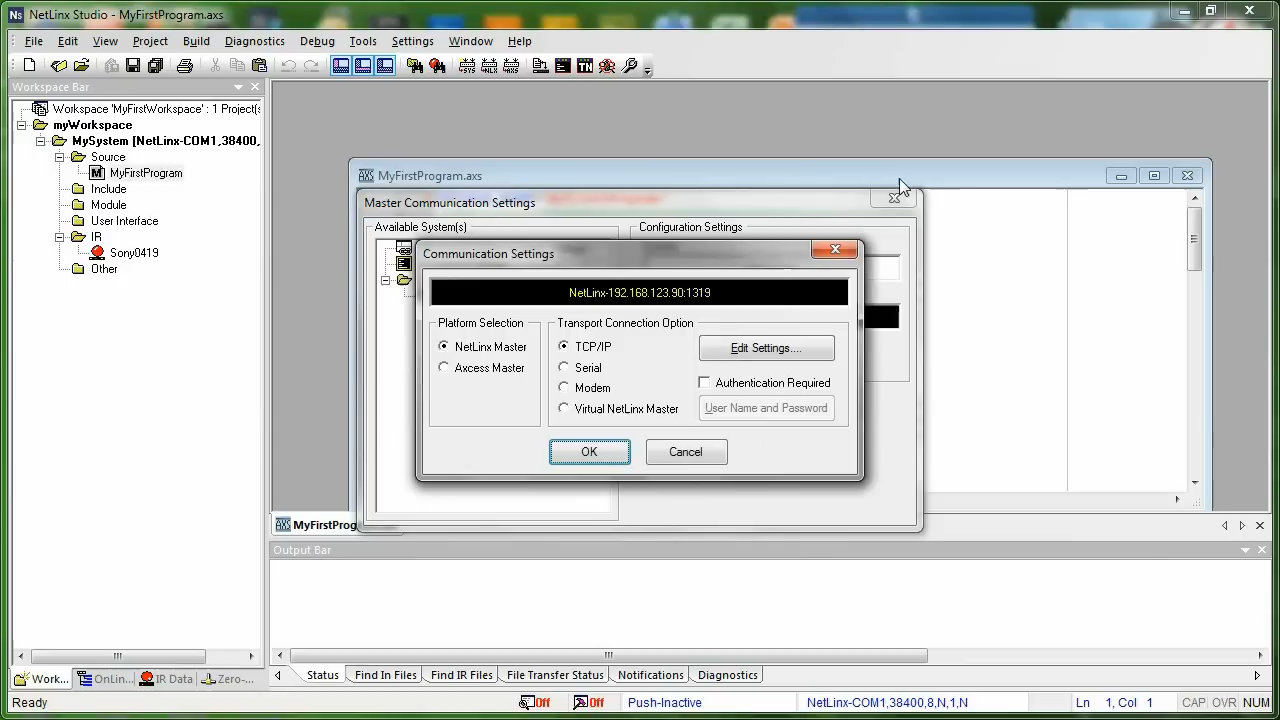 NetLinx Studio - MyFirstProgram.axs
File Edit View Project Build Diagnostics Debug Tools Settings Window Help
Workspace Bar
Workspace 'MyFirstWorkspace' : 1 Project(s
myWorkspace
MySystem [NetLinx-COM1,38400,
Source
MyFirstProgram
Include
Module
User Interface
IR
Sony0419
Other
MyFirstProgram.axs
Master Communication Settings
Available System(s)
Configuration Settings
Communication Settings
NetLinx-192.168.123.90:1319
Platform Selection
NetLinx Master
Axcess Master
Transport Connection Option
TCP/IP
Serial
Modem
Virtual NetLinx Master
Edit Settings....
Authentication Required
User Name and Password
OK
Cancel
MyFirstProg
Output Bar
Work...
OnLin...
IR Data
Zero-...
Status
Find In Files
Find IR Files
File Transfer Status
Notifications
Diagnostics
Ready
Off
Off
Push-Inactive
NetLinx-COM1,38400,8,N,1,N
Ln 1, Col 1
CAP OVR NUM